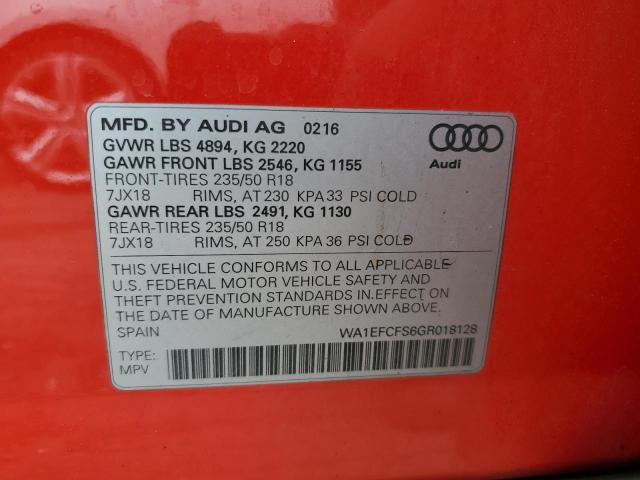 MFD. BY AUDI AG 0216
GVWR LBS 4894, KG 2220
GAWR FRONT LBS 2546, KG 1155
Audi
FRONT-TIRES 235/50 R18
7JX18 RIMS, AT 230 KPA 33 PSI COLD
GAWR REAR LBS 2491, KG 1130
REAR-TIRES 235/50 R18
7JX18 RIMS, AT 250 KPA 36 PSI COLD
THIS VEHICLE CONFORMS TO ALL APPLICABLE
U.S. FEDERAL MOTOR VEHICLE SAFETY AND
THEFT PREVENTION STANDARDS IN EFFECT ON
THE DATE OF MANUFACTURE SHOWN ABOVE.
SPAIN WA1EFCFS6GR018128
TYPE:
MPV